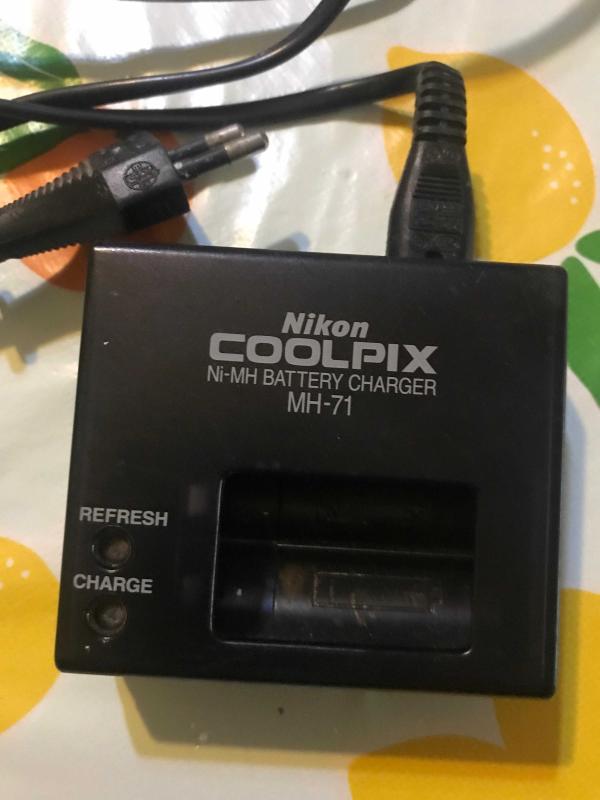 Nikon
COOLPIX
Ni-MH BATTERY CHARGER
MH-71
REFRESH
CHARGE